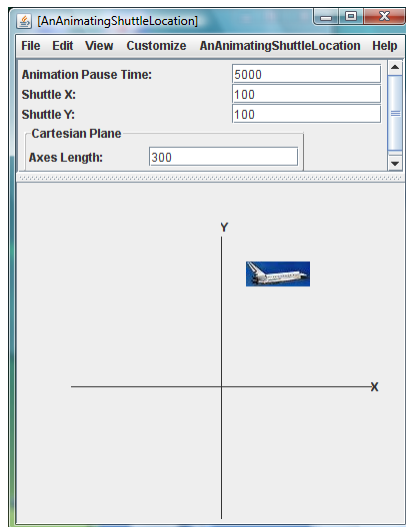 [AnAnimatingShuttleLocation]
File Edit View Customize AnAnimatingShuttleLocation Help
Animation Pause Time: 5000
Shuttle X: 100
Shuttle Y: 100
Cartesian Plane
Axes Length: 300
Y
X